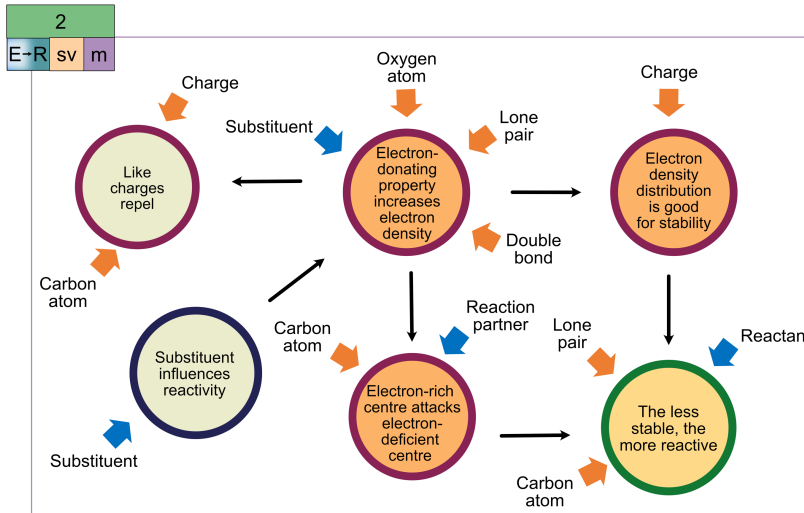 2
E→R sv m
Charge
Like
charges
repel
Carbon
atom
Substituent
Oxygen
atom
Lone
pair
Electron-
donating
property
increases
electron
density
Double
bond
Charge
Electron
density
distribution
is good
for stability
Substituent
influences
reactivity
Substituent
Carbon
atom
Reaction
partner
Electron-rich
centre attacks
electron-
deficient
centre
Lone
pair
Reactan
The less
stable, the
more reactive
Carbon
atom